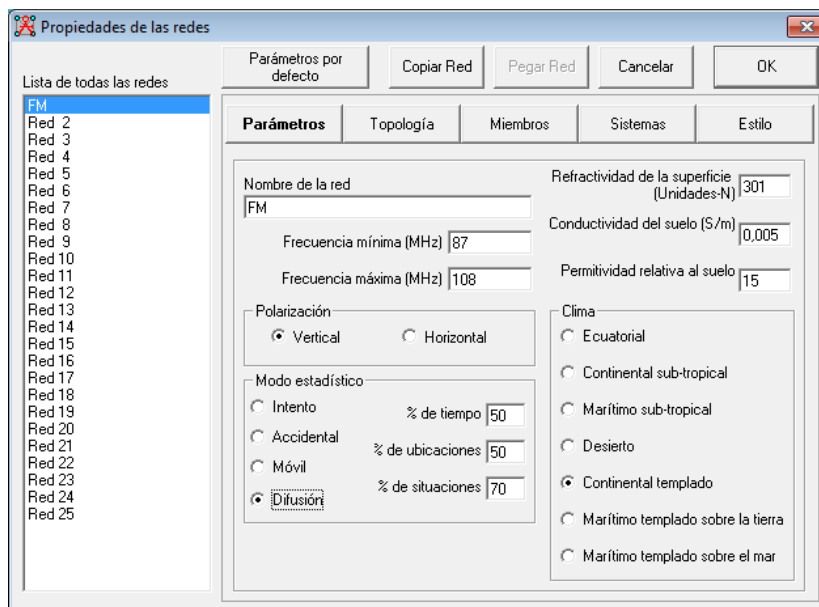 Propiedades de las redes
Parámetros por
defecto
Copiar Red
Pegar Red
Cancelar
OK
Lista de todas las redes
FM
Red 2
Red 3
Red 4
Red 5
Red 6
Red 7
Red 8
Red 9
Red 10
Red 11
Red 12
Red 13
Red 14
Red 15
Red 16
Red 17
Red 18
Red 19
Red 20
Red 21
Red 22
Red 23
Red 24
Red 25
Parámetros
Topología
Miembros
Sistemas
Estilo
Nombre de la red
FM
Frecuencia mínima (MHz) 87
Frecuencia máxima (MHz) 108
Refractividad de la superficie
(Unidades-N) 301
Conductividad del suelo (S/m) 0,005
Permitividad relativa al suelo 15
Polarización
Vertical
Horizontal
Modo estadístico
Intento
Accidental
Móvil
Difusión
% de tiempo 50
% de ubicaciones 50
% de situaciones 70
Clima
Ecuatorial
Continental sub-tropical
Marítimo sub-tropical
Desierto
Continental templado
Marítimo templado sobre la tierra
Marítimo templado sobre el mar